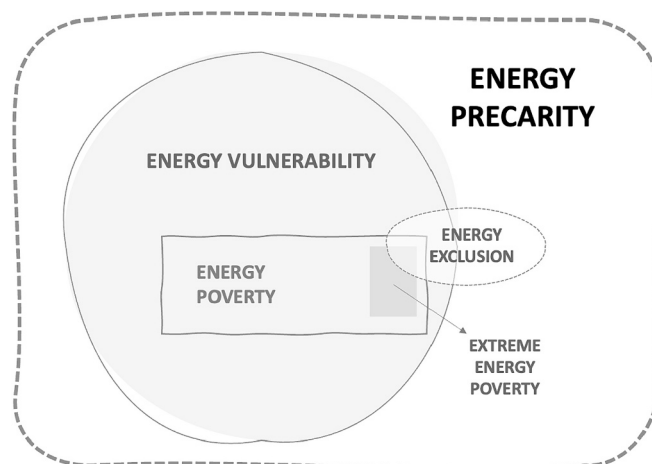 ENERGY
PRECARITY
ENERGY VULNERABILITY
ENERGY
EXCLUSION
ENERGY
POVERTY
EXTREME
ENERGY
POVERTY